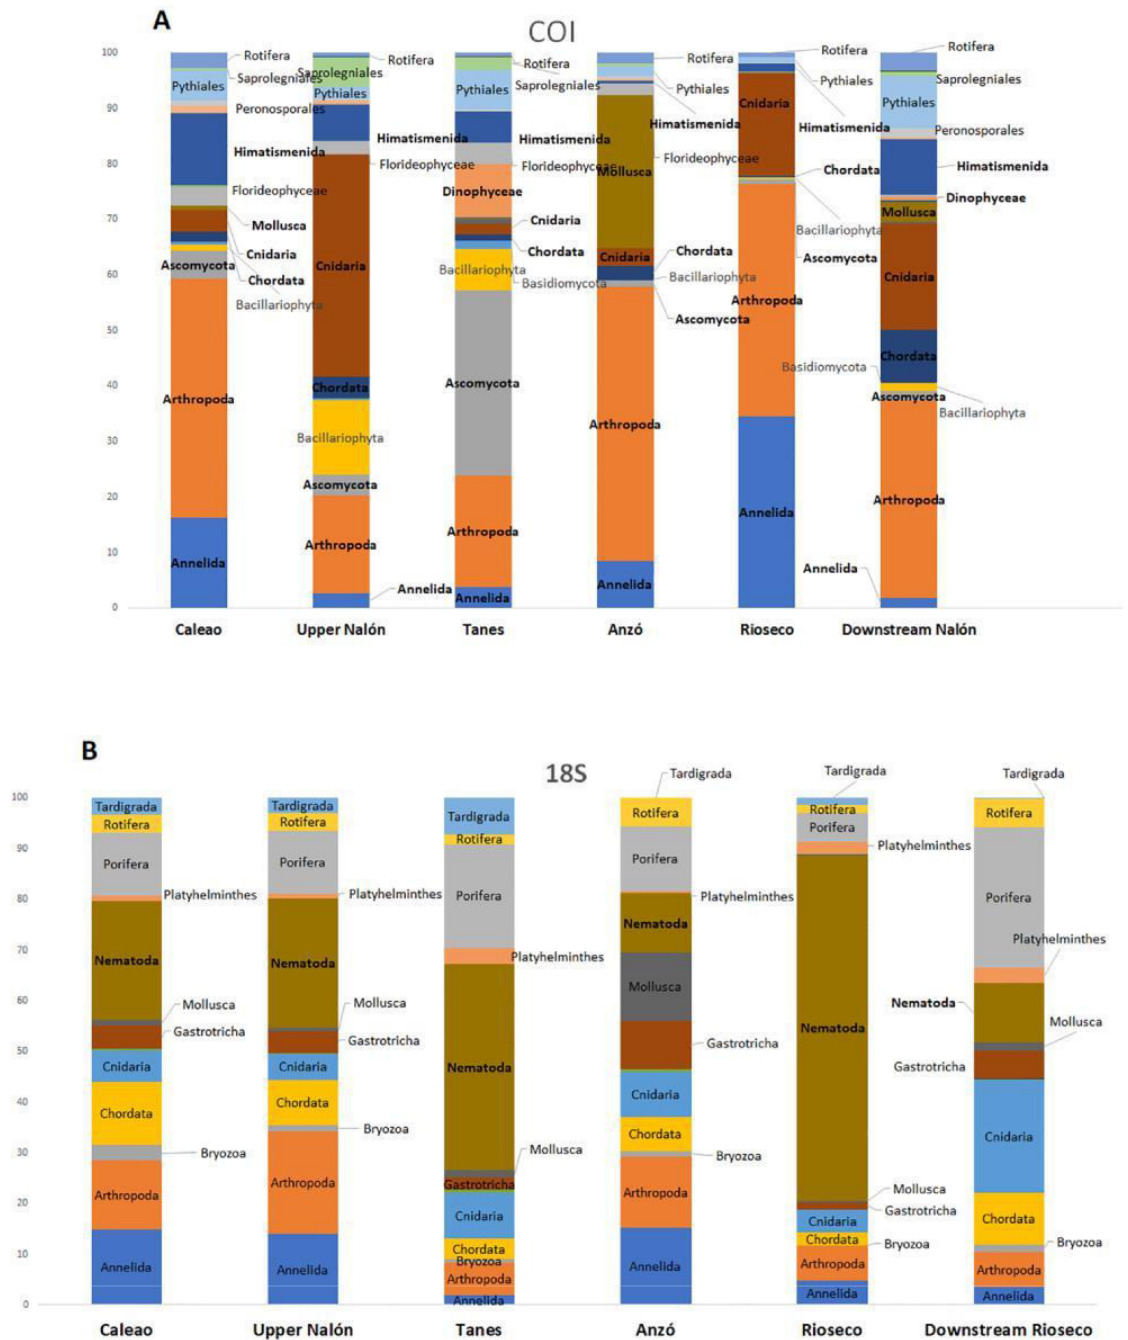 A
COI
100
90
80
70
60
50
40
30
20
10
0
Rotifera
Saprolegniales
Pythiales
Peronosporales
Himatismenida
Florideophyceae
Mollusca
Cnidaria
Chordata
Ascomycota
Bacillariophyta
Arthropoda
Annelida
Caleao
Rotifera
Saprolegniales
Pythiales
Himatismenida
Florideophyceae
Cnidaria
Chordata
Bacillariophyta
Ascomycota
Arthropoda
Annelida
Upper Nalón
Rotifera
Saprolegniales
Pythiales
Himatismenida
Florideophyceae
Dinophyceae
Cnidaria
Chordata
Bacillariophyta
Basidiomycota
Ascomycota
Arthropoda
Annelida
Tanes
Rotifera
Pythiales
Himatismenida
Florideophyceae
Mollusca
Cnidaria
Chordata
Bacillariophyta
Ascomycota
Arthropoda
Annelida
Anzó
Rotifera
Pythiales
Cnidaria
Himatismenida
Chordata
Bacillariophyta
Ascomycota
Arthropoda
Annelida
Rioseco
Rotifera
Saprolegniales
Pythiales
Peronosporales
Himatismenida
Dinophyceae
Mollusca
Cnidaria
Chordata
Basidiomycota
Ascomycota
Bacillariophyta
Arthropoda
Annelida
Downstream Nalón
B
18S
100
90
80
70
60
50
40
30
20
10
0
Tardigrada
Rotifera
Porifera
Platyhelminthes
Nematoda
Mollusca
Gastrotricha
Cnidaria
Chordata
Bryozoa
Arthropoda
Annelida
Caleao
Tardigrada
Rotifera
Porifera
Platyhelminthes
Nematoda
Mollusca
Gastrotricha
Cnidaria
Chordata
Bryozoa
Arthropoda
Annelida
Upper Nalón
Tardigrada
Rotifera
Porifera
Platyhelminthes
Nematoda
Mollusca
Gastrotricha
Cnidaria
Chordata
Bryozoa
Arthropoda
Annelida
Tanes
Tardigrada
Rotifera
Porifera
Platyhelminthes
Nematoda
Mollusca
Gastrotricha
Cnidaria
Chordata
Bryozoa
Arthropoda
Annelida
Anzó
Tardigrada
Rotifera
Porifera
Platyhelminthes
Nematoda
Mollusca
Gastrotricha
Cnidaria
Chordata
Bryozoa
Arthropoda
Annelida
Rioseco
Tardigrada
Rotifera
Porifera
Platyhelminthes
Nematoda
Mollusca
Gastrotricha
Cnidaria
Chordata
Bryozoa
Arthropoda
Annelida
Downstream Rioseco